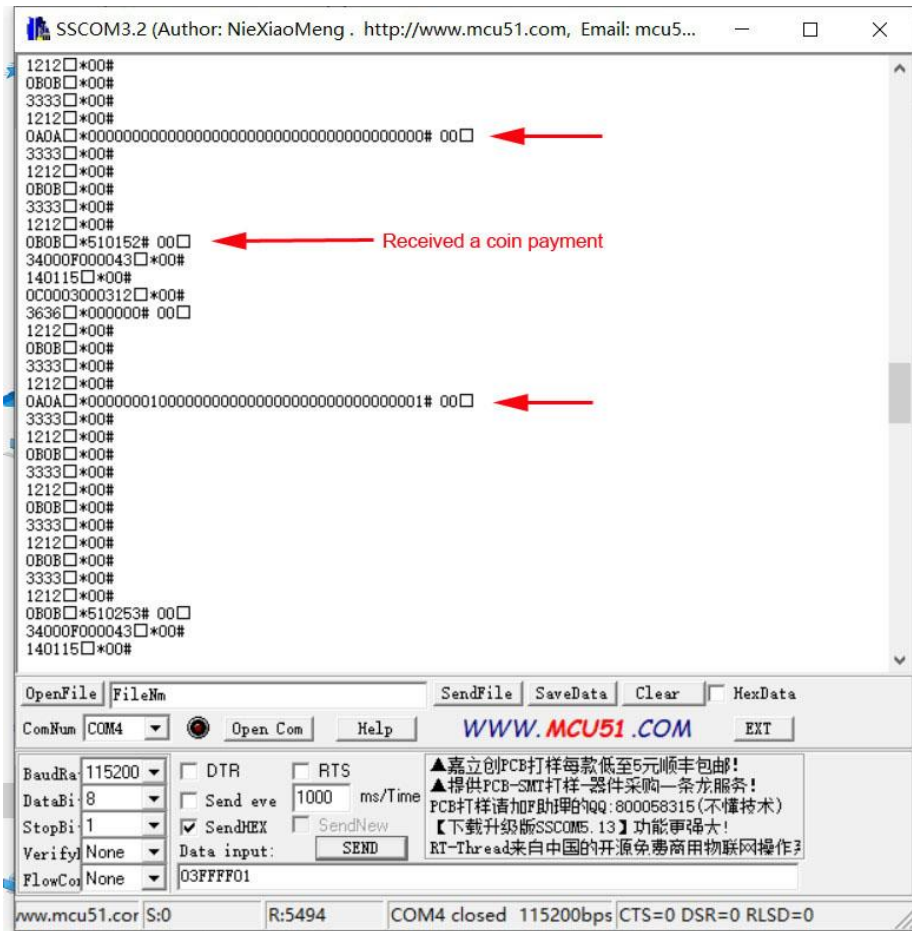 SSCOM3.2 (Author: NieXiaoMeng .  http://www.mcu51.com,  Email: mcu5...
1212□*00#
0B0B□*00#
3333□*00#
1212□*00#
0A0A□*00000000000000000000000000000000000000# 00□
3333□*00#
1212□*00#
0B0B□*00#
3333□*00#
1212□*00#
0B0B□*510152# 00□
Received a coin payment
34000F000043□*00#
140115□*00#
0C0003000312□*00#
3636□*000000# 00□
1212□*00#
0B0B□*00#
3333□*00#
1212□*00#
0A0A□*00000001000000000000000000000000000001# 00□
3333□*00#
1212□*00#
0B0B□*00#
3333□*00#
1212□*00#
0B0B□*00#
3333□*00#
1212□*00#
0B0B□*00#
3333□*00#
1212□*00#
0B0B□*510253# 00□
34000F000043□*00#
140115□*00#
OpenFile FileNm SendFile SaveData Clear HexData
ComNum COM4 Open Com Help WWW.MCU51.COM EXT
BaudRa 115200 DTR RTS
DataBi 8 Send eve 1000 ms/Time
StopBi 1 SendHEX SendNew
Verifyl None Data input: SEND
FlowCo None 03FFFF01
▲嘉立创PCB打样每款低至5元顺丰包邮!
▲提供PCB-SMT打样-器件采购一条龙服务!
PCB打样请加QF助理的QQ:800058315(不懂技术)
【下载升级版SSCOM5.13】功能更强大!
RT-Thread来自中国的开源免费商用物联网操作
www.mcu51.cor S:0 R:5494 COM4 closed 115200bps CTS=0 DSR=0 RLSD=0